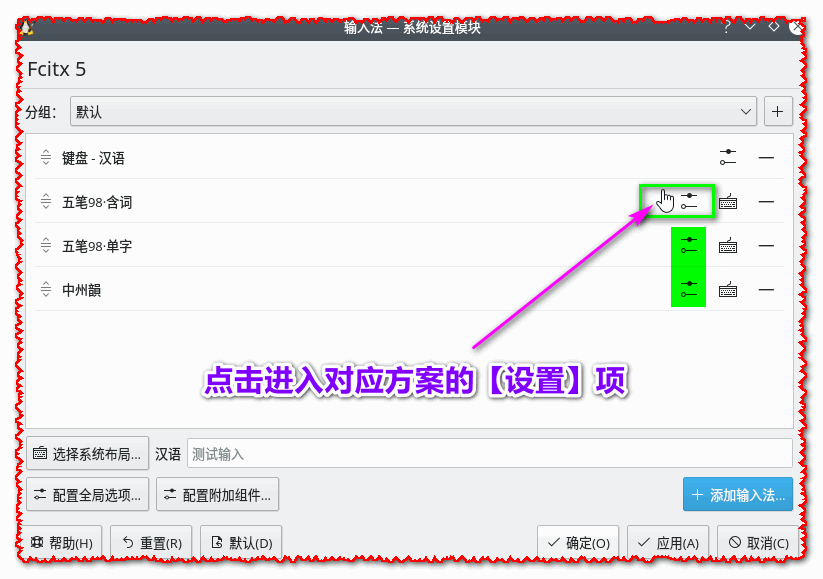 输入法 — 系统设置模块
Fcitx 5
分组: 默认
键盘 - 汉语
五笔98·含词
五笔98·单字
中州韻
点击进入对应方案的【设置】项
选择系统布局... 汉语 测试输入
配置全局选项... 配置附加组件... 添加输入法...
帮助(H) 重置(R) 默认(D) 确定(O) 应用(A) 取消(C)